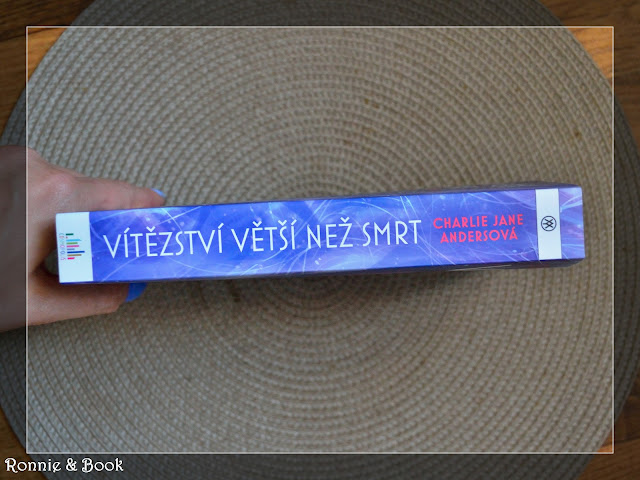 VÍTĚZSTVÍ VĚTŠÍ NEŽ SMRT
CHARLIE JANE
ANDERSOVÁ
Ronnie & Book